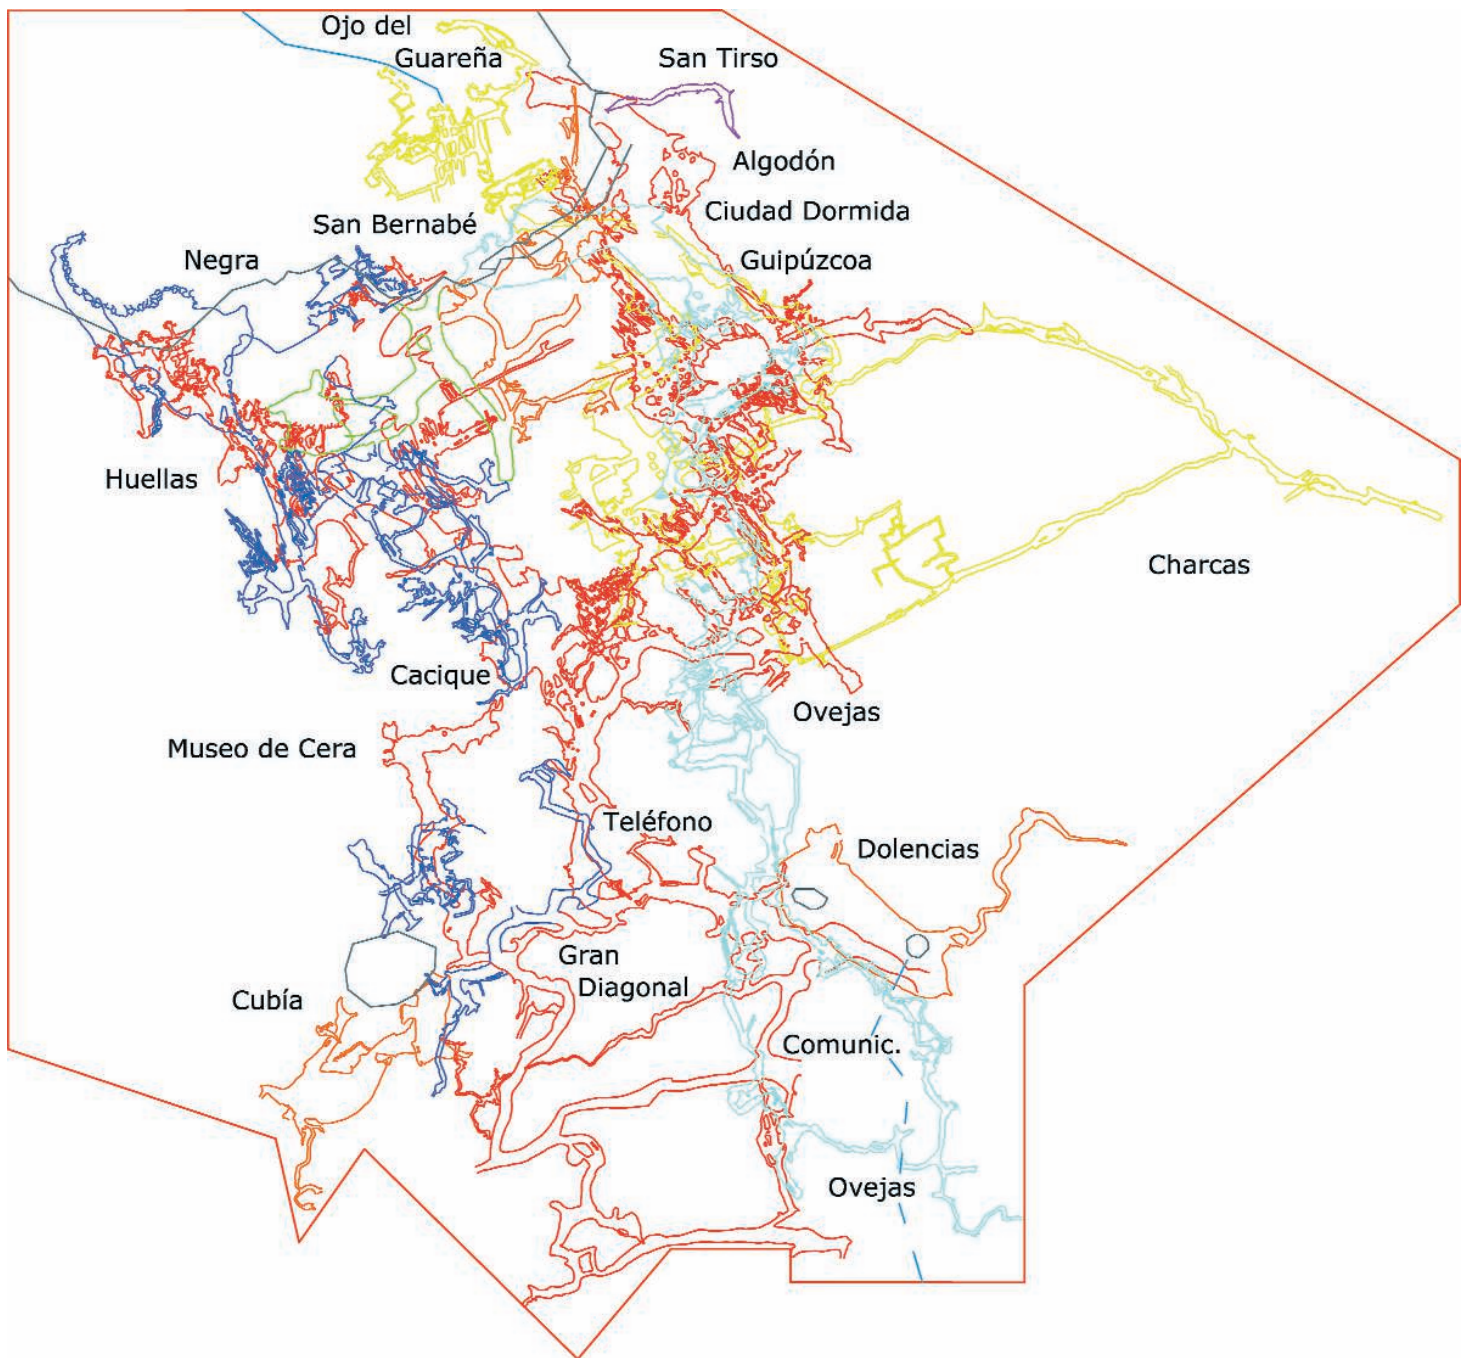 Ojo del
Guareña
San Tirso
Algodón
Ciudad Dormida
San Bernabé
Negra
Guipúzcoa
Huellas
Charcas
Cacique
Ovejas
Museo de Cera
Teléfono
Dolencias
Gran
Diagonal
Cubía
Comunic.
Ovejas